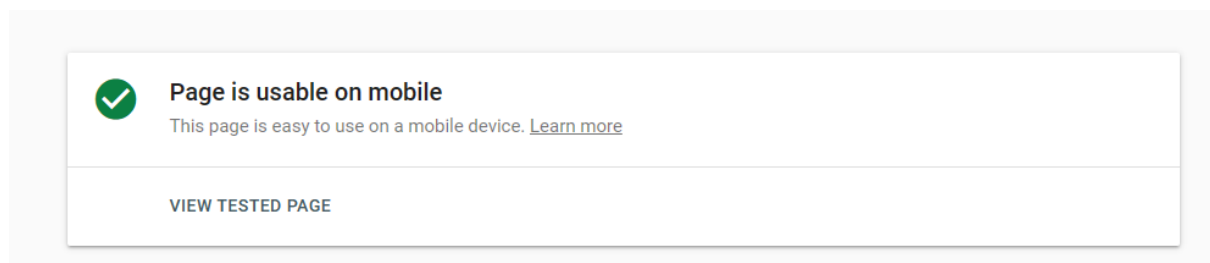 Page is usable on mobile
This page is easy to use on a mobile device. Learn more
VIEW TESTED PAGE